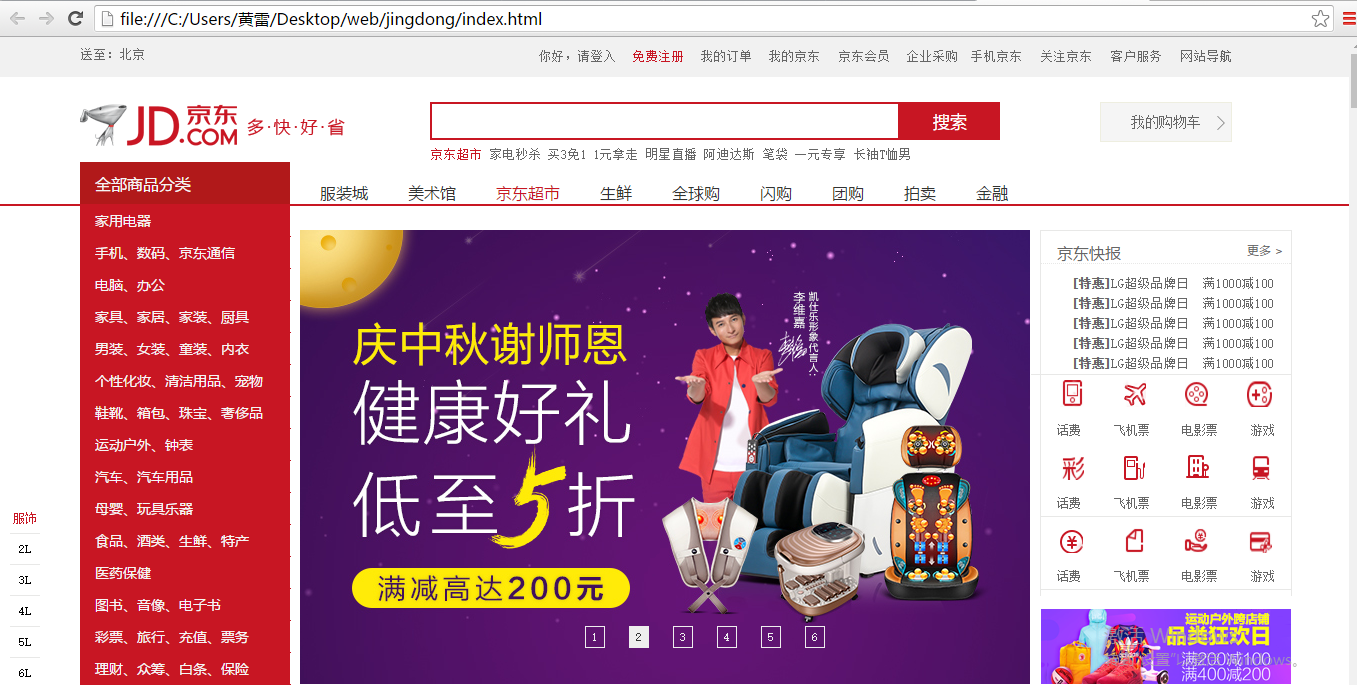 file:///C:/Users/黄雷/Desktop/web/jingdong/index.html
送至：北京
你好，请登入 免费注册 我的订单 我的京东 京东会员 企业采购 手机京东 关注京东 客户服务 网站导航
JD.COM 京东
多·快·好·省
搜索
我的购物车 >
京东超市 家电秒杀 买3免1 1元拿走 明星直播 阿迪达斯 笔袋 一元专享 长袖T恤男
全部商品分类
服装城 美术馆 京东超市 生鲜 全球购 闪购 团购 拍卖 金融
家用电器
手机、数码、京东通信
电脑、办公
家具、家居、家装、厨具
男装、女装、童装、内衣
个性化妆、清洁用品、宠物
鞋靴、箱包、珠宝、奢侈品
运动户外、钟表
汽车、汽车用品
母婴、玩具乐器
食品、酒类、生鲜、特产
医药保健
图书、音像、电子书
彩票、旅行、充值、票务
理财、众筹、白条、保险
服饰
2L
3L
4L
5L
6L
庆中秋谢师恩
健康好礼
低至5折
满减高达200元
凯仕乐形象代言人：
李维嘉
1 2 3 4 5 6
京东快报
更多 >
[特惠]LG超级品牌日 满1000减100
[特惠]LG超级品牌日 满1000减100
[特惠]LG超级品牌日 满1000减100
[特惠]LG超级品牌日 满1000减100
[特惠]LG超级品牌日 满1000减100
话费 飞机票 电影票 游戏
彩
话费 飞机票 电影票 游戏
话费 飞机票 电影票 游戏
运动户外跨店铺
品类狂欢日
满200减100
满400减200